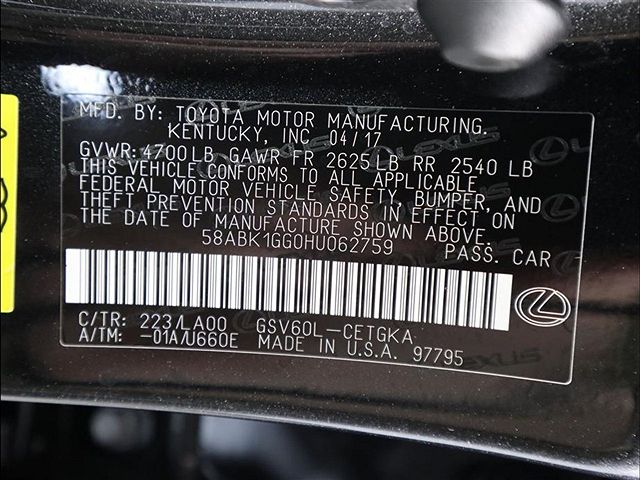 MFD. BY: TOYOTA MOTOR MANUFACTURING.
KENTUCKY, INC 04/17
GVWR:4700LB GAWR FR 2625LB RR 2540 LB
THIS VEHICLE CONFORMS TO ALL APPLICABLE
FEDERAL MOTOR VEHICLE SAFETY, BUMPER, AND
THEFT PREVENTION STANDARDS IN EFFECT ON
THE DATE OF MANUFACTURE SHOWN ABOVE.
58ABK1GG0HU062759 PASS. CAR
C/TR: 223/LA00 GSV60L-CETGKA
A/TM: -01A/U660E MADE IN U.S.A. 97795
LEXUS